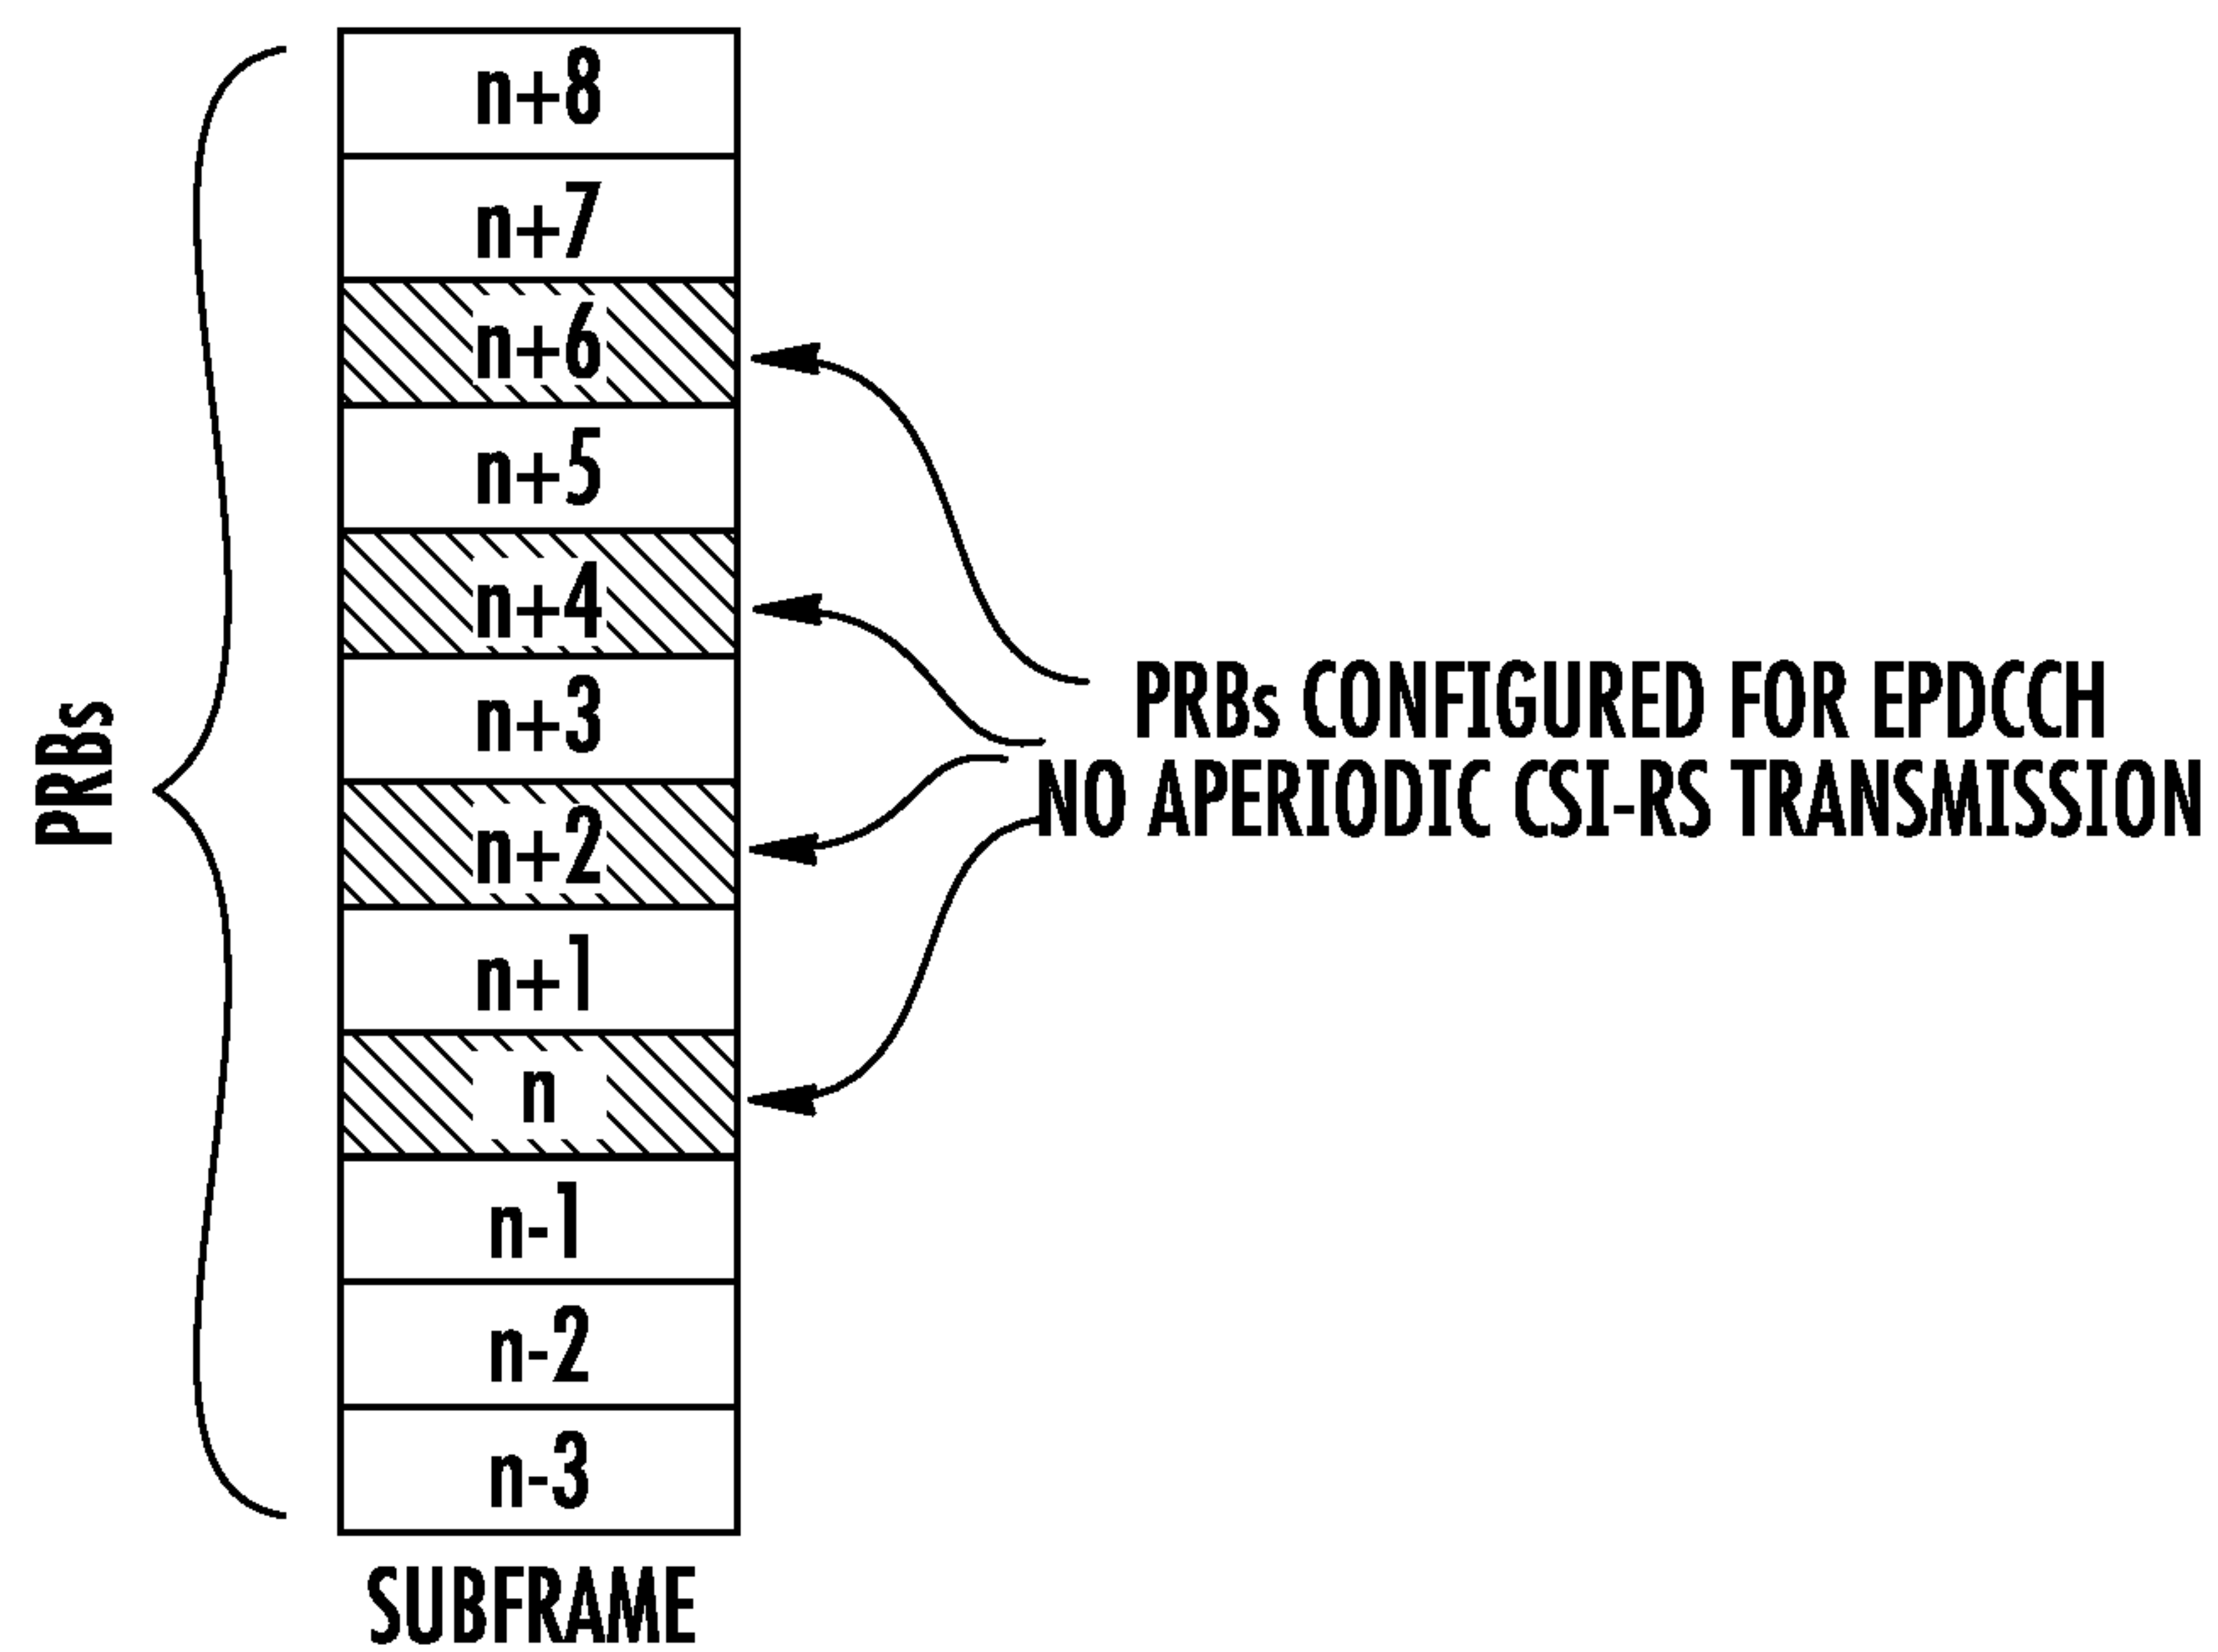 PRBs
n+8
n+7
n+6
n+5
n+4
n+3
n+2
n+1
n
n-1
n-2
n-3
SUBFRAME
PRBs CONFIGURED FOR EPDCCH
NO APERIODIC CSI-RS TRANSMISSION